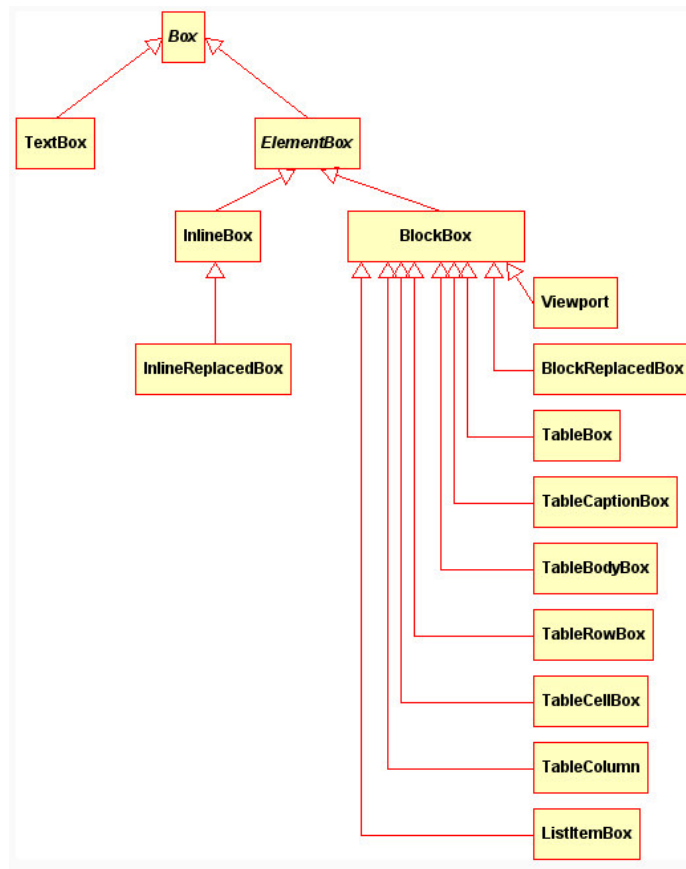 Box
TextBox
ElementBox
InlineBox
BlockBox
Viewport
InlineReplacedBox
BlockReplacedBox
TableBox
TableCaptionBox
TableBodyBox
TableRowBox
TableCellBox
TableColumn
ListItemBox